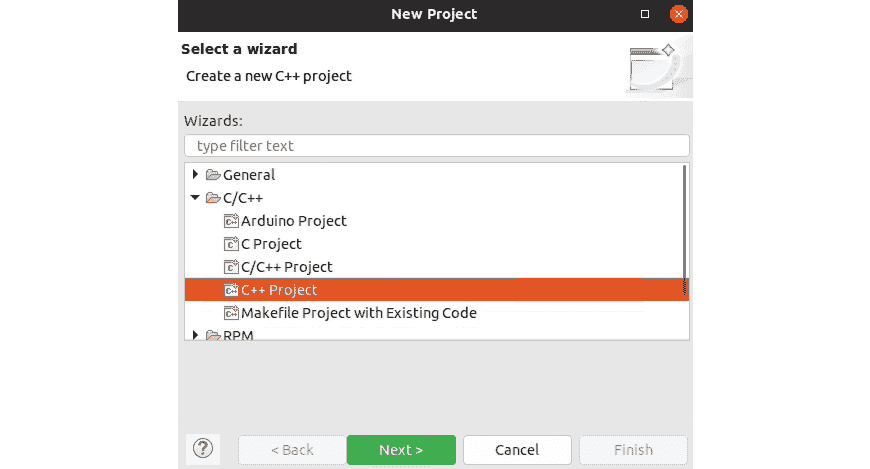 New Project
Select a wizard
Create a new C++ project
Wizards:
type filter text
General
C/C++
Arduino Project
C Project
C/C++ Project
C++ Project
Makefile Project with Existing Code
RPM
? < Back Next > Cancel Finish